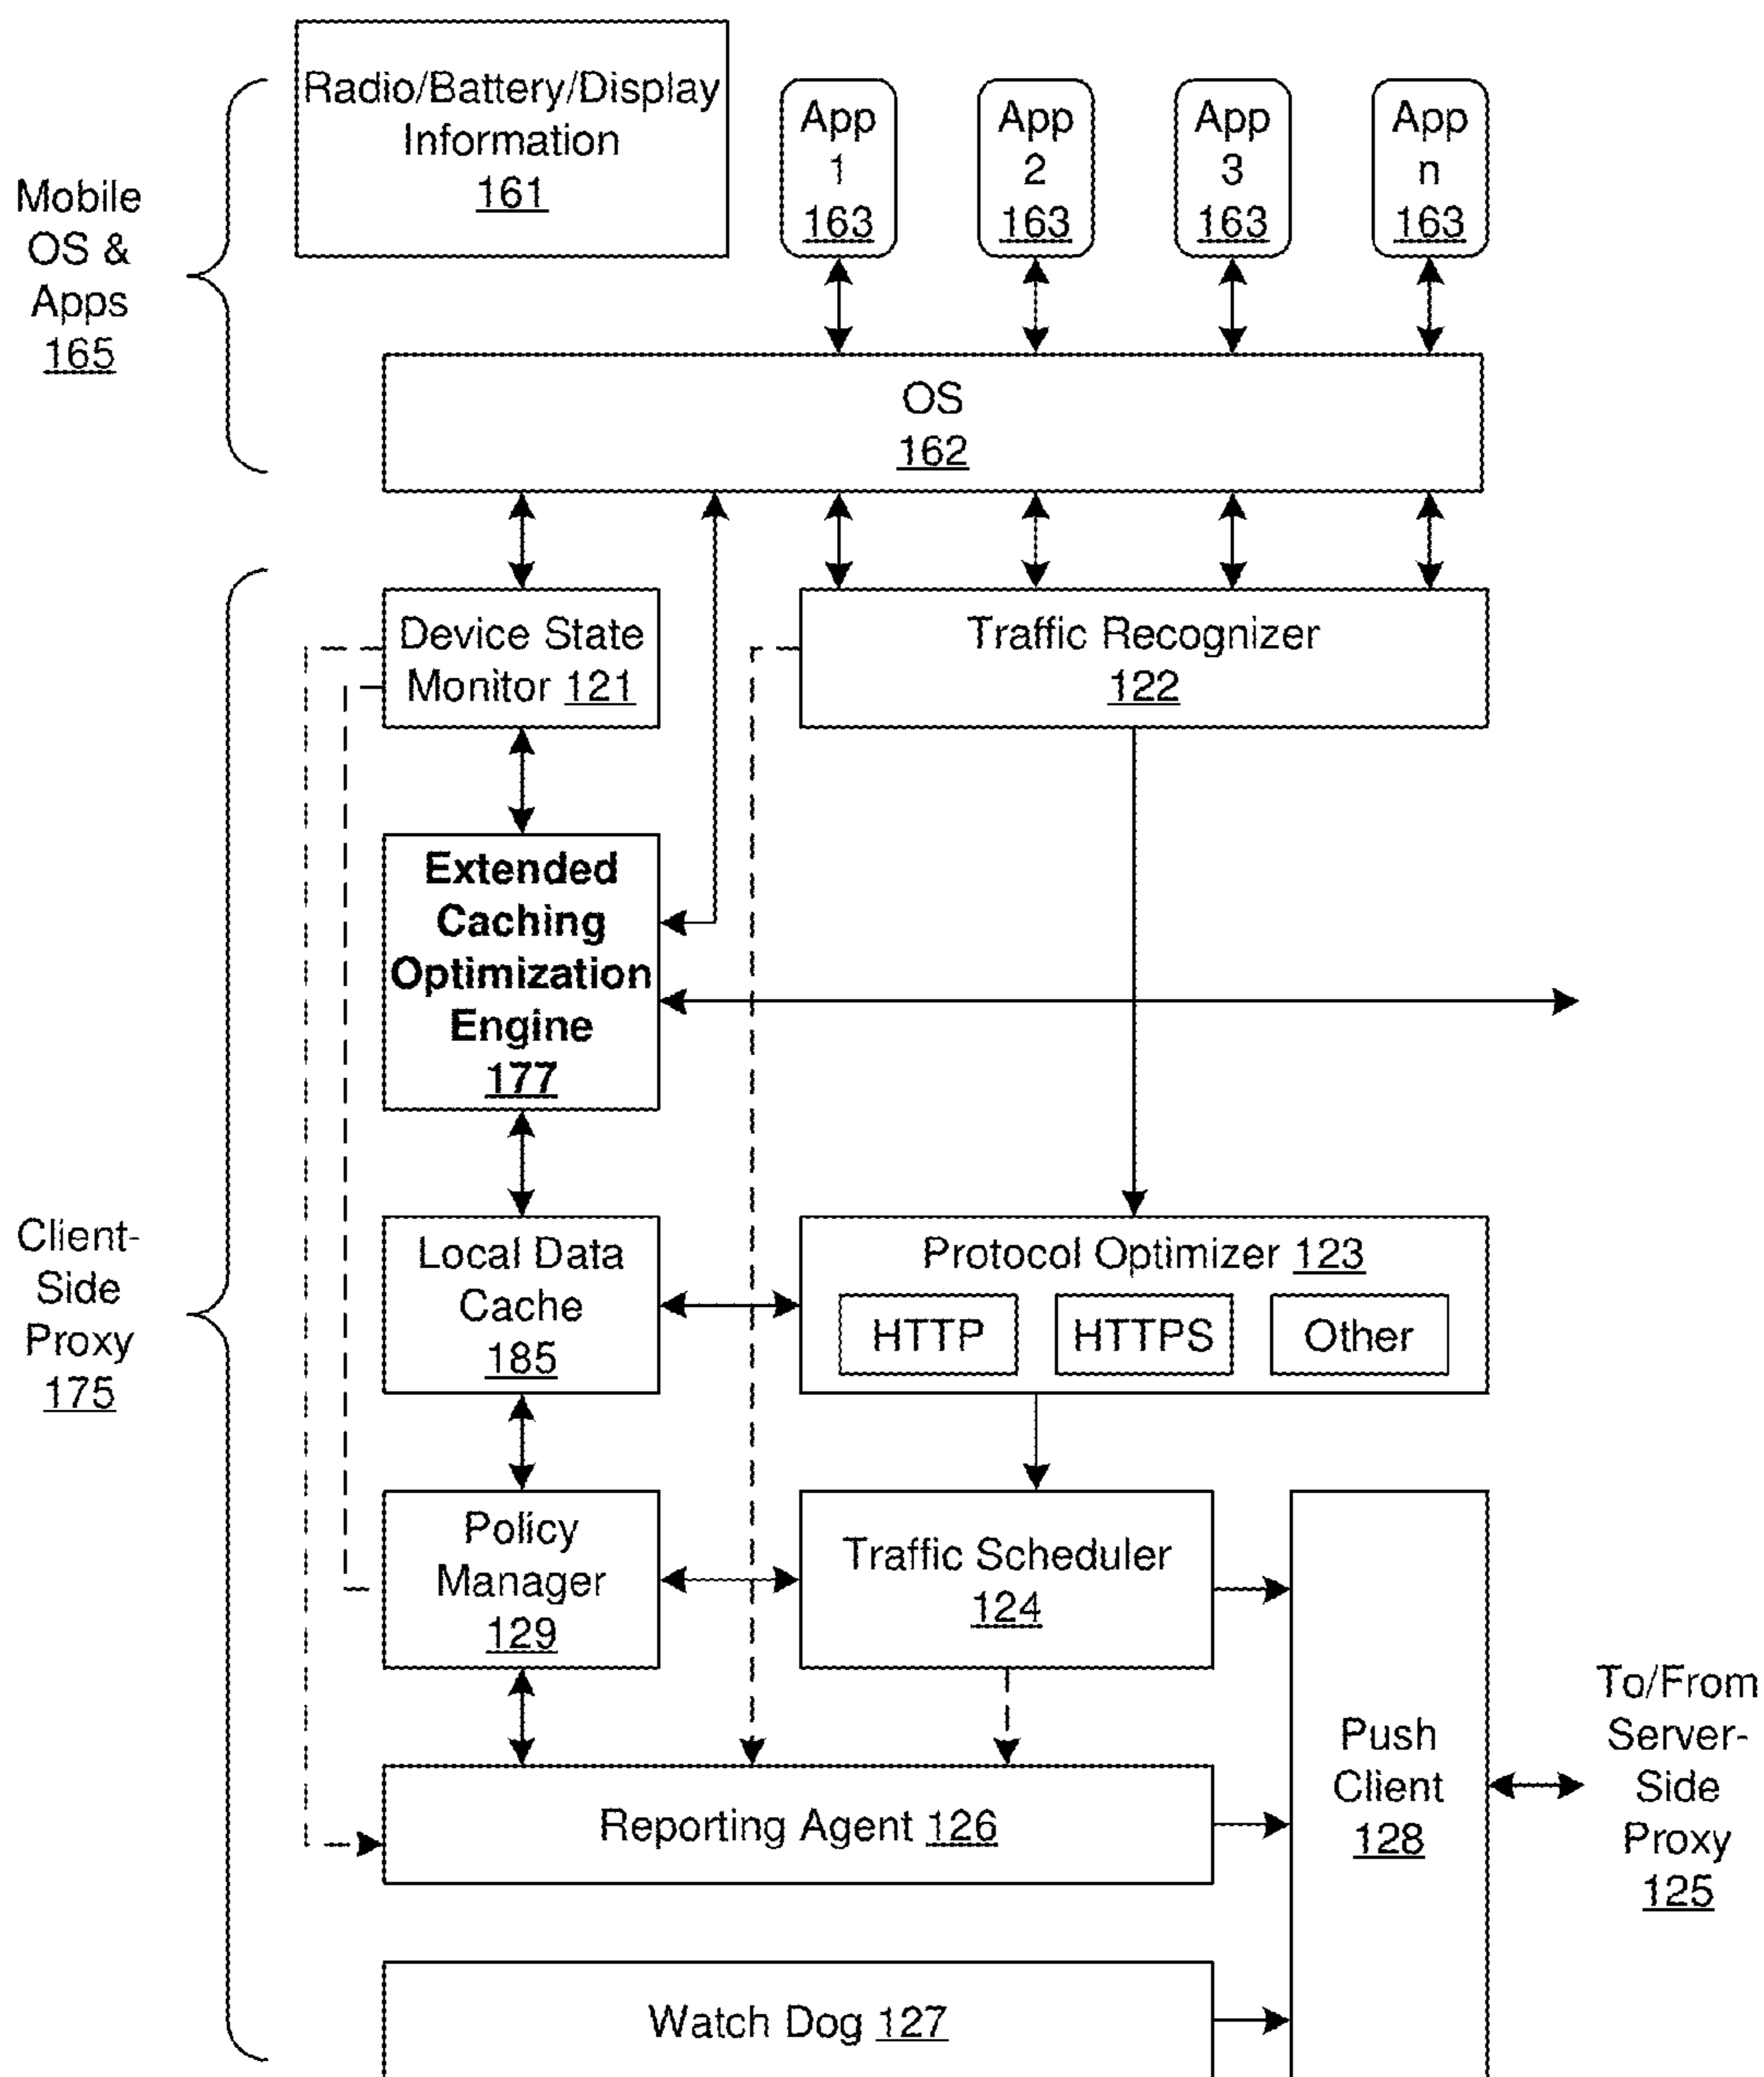 Radio/Battery/Display
Information
161
App
1
163
App
2
163
App
3
163
App
n
163
Mobile
OS &
Apps
165
OS
162
Device State
Monitor 121
Traffic Recognizer
122
Extended
Caching
Optimization
Engine
177
Client-
Side
Proxy
175
Local Data
Cache
185
Protocol Optimizer 123
HTTP
HTTPS
Other
Policy
Manager
129
Traffic Scheduler
124
Push
Client
128
To/From
Server-
Side
Proxy
125
Reporting Agent 126
Watch Dog 127